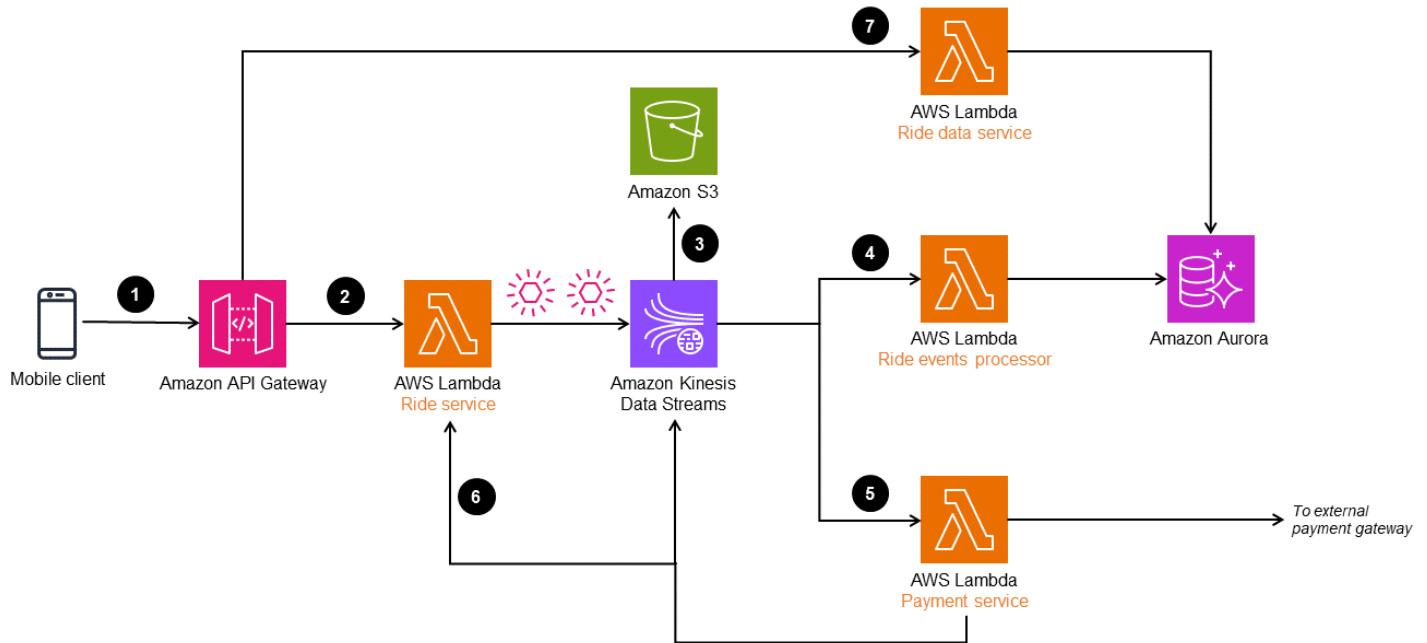 7
AWS Lambda
Ride data service
Amazon S3
3
4
1
2
Mobile client
Amazon API Gateway
AWS Lambda
Ride service
Amazon Kinesis
Data Streams
AWS Lambda
Ride events processor
Amazon Aurora
6
5
To external
payment gateway
AWS Lambda
Payment service